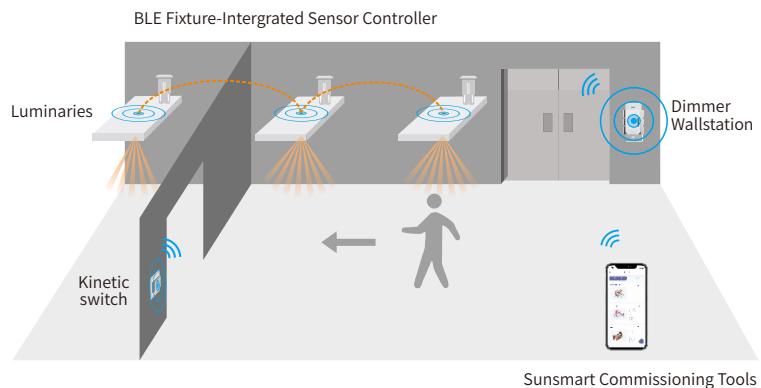 BLE Fixture-Intergrated Sensor Controller
Luminaries
Dimmer
Wallstation
Kinetic
switch
Sunsmart Commissioning Tools